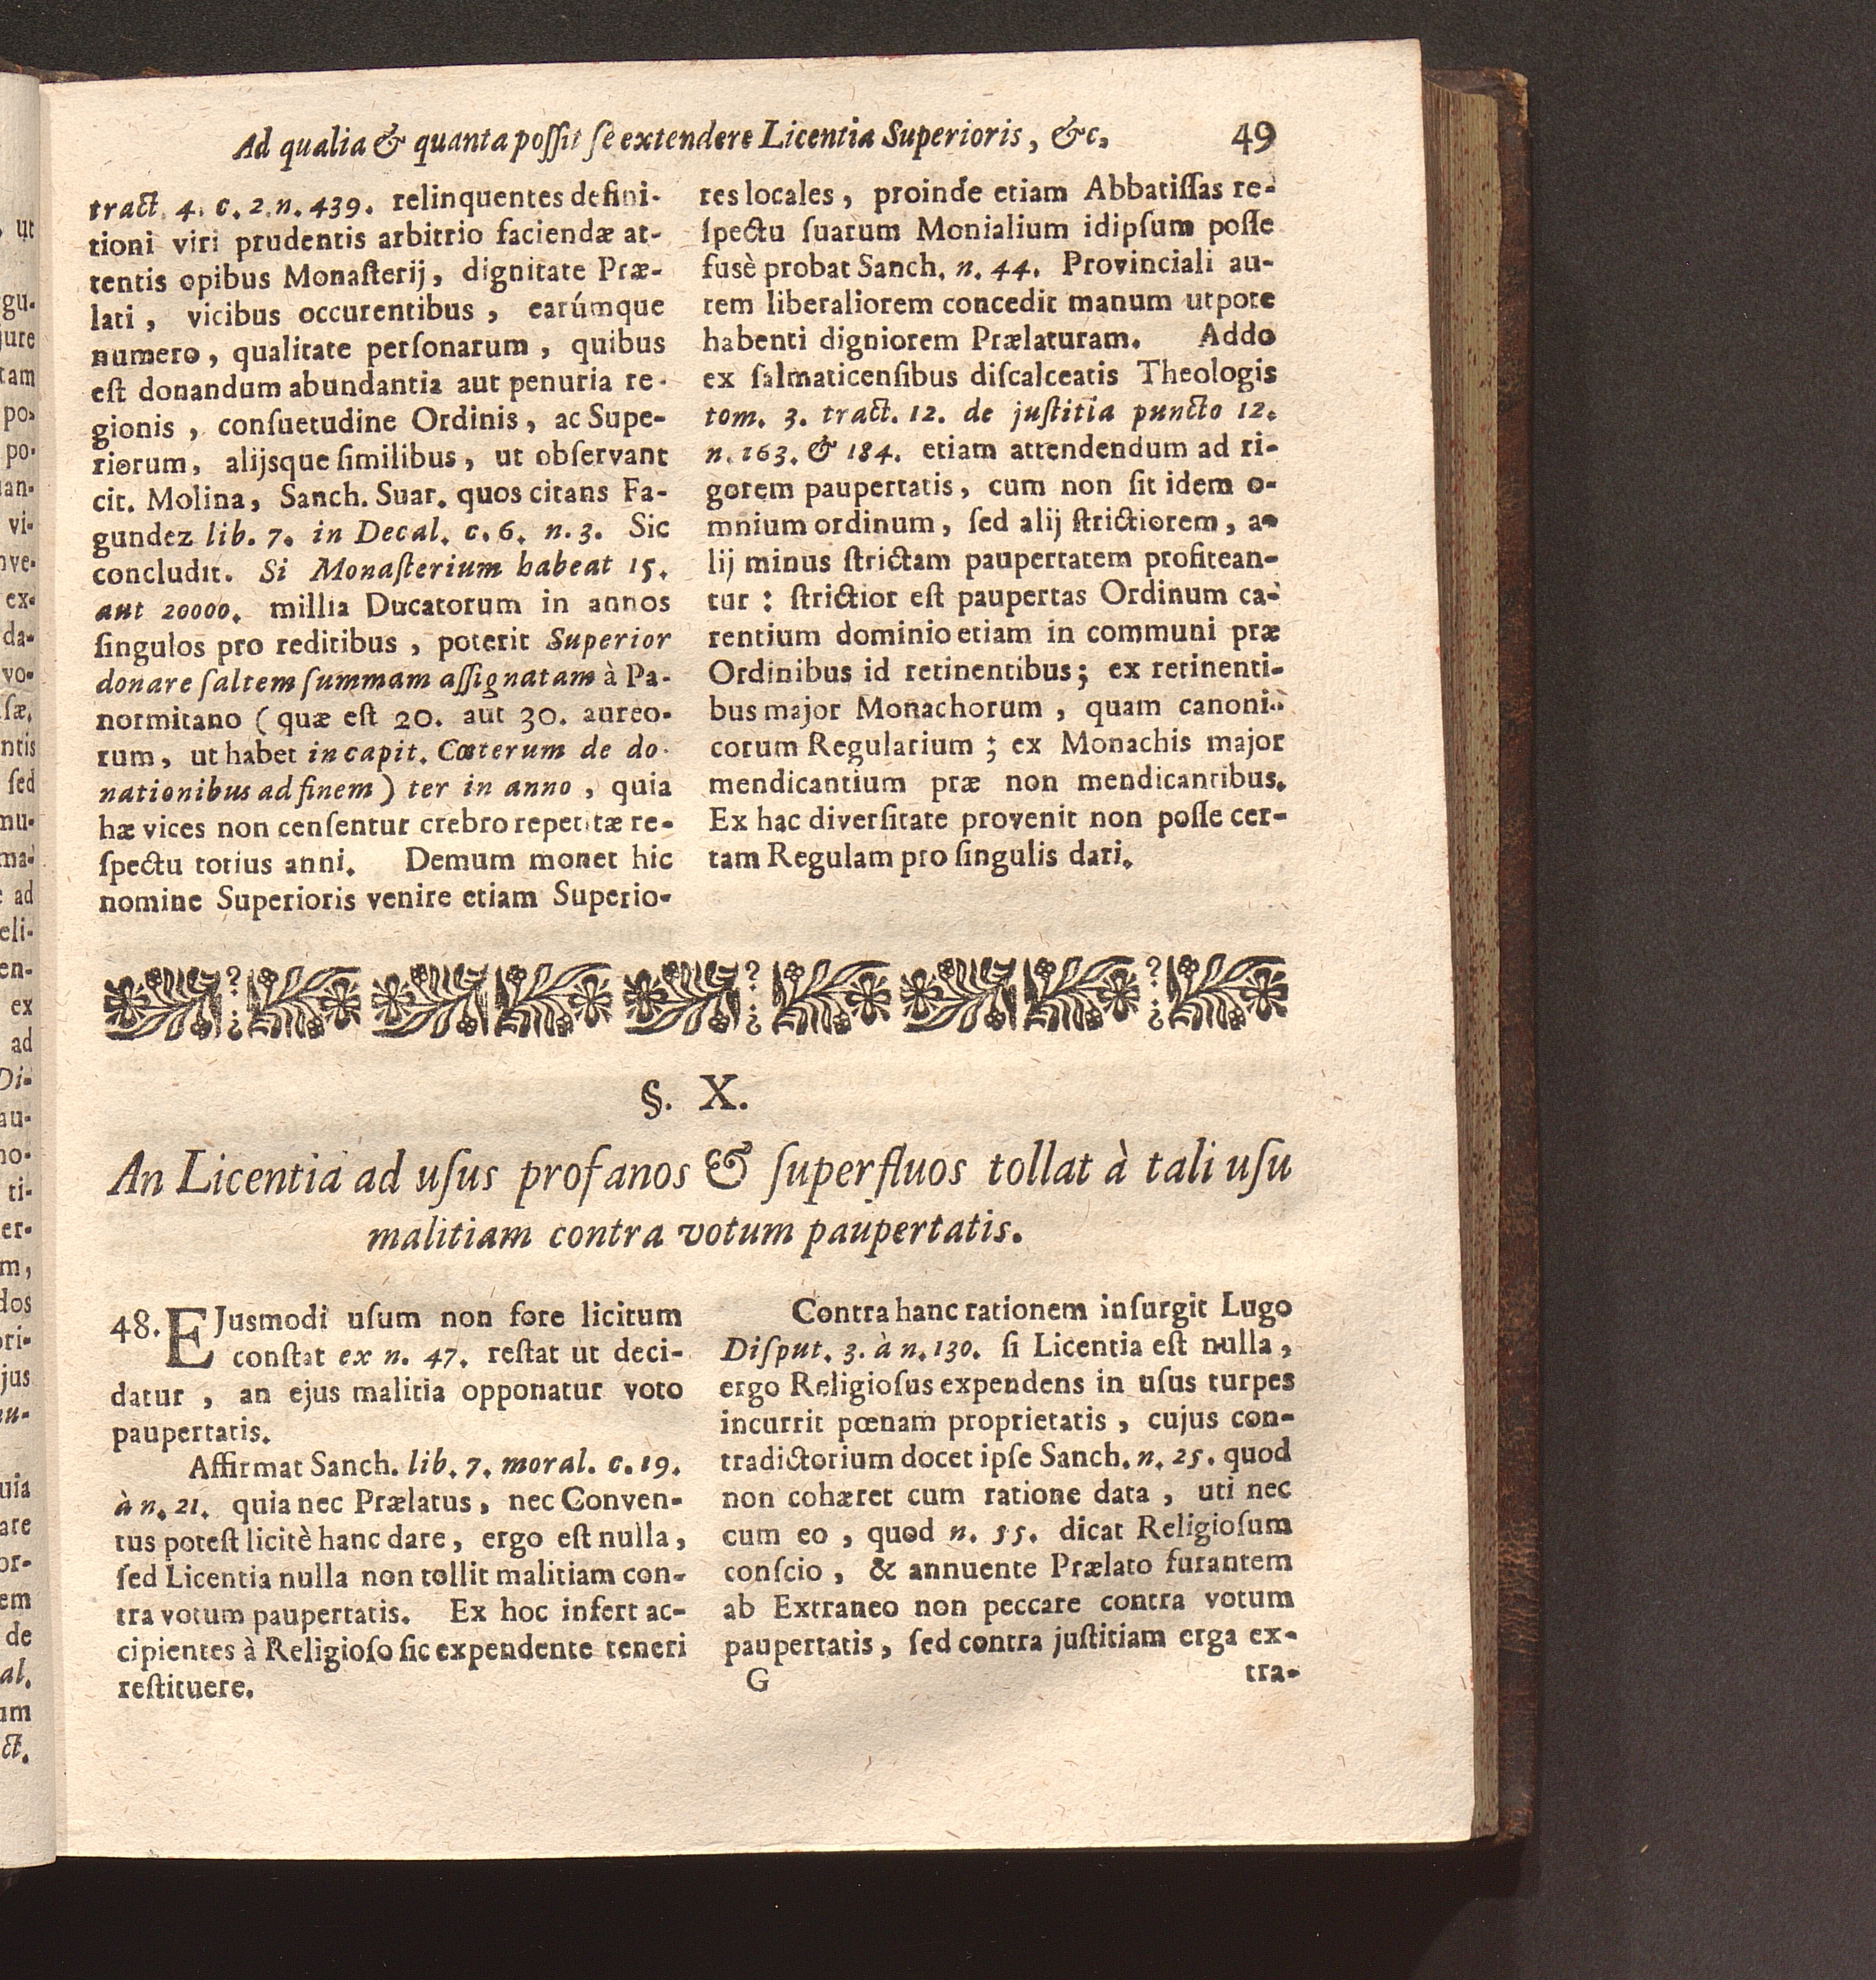 Ad qualia & quanta poſſit ſe extendere Licentia Superioris, &c. 49
tract. 4. c. 2. n. 439. relinquentes defini-
tioni viri prudentis arbitrio faciendæ at-
tentis opibus Monaſterij, dignitate Præ-
lati, vicibus occurentibus, earúmque
numero, qualitate perſonarum, quibus
eſt donandum abundantia aut penuria re-
gionis, conſuetudine Ordinis, ac Supe-
riorum, alijsque ſimilibus, ut obſervant
cit. Molina, Sanch. Suar. quos citans Fa-
gundez lib. 7. in Decal. c. 6. n. 3. Sic
concludit. Si Monaſterium habeat 15.
aut 20000. millia Ducatorum in annos
ſingulos pro reditibus, poterit Superior
donare ſaltem ſummam aſſignatam à Pa-
normitano (quæ eſt 20. aut 30. aureo-
rum, ut habet in capit. Cæterum de do-
nationibus ad finem) ter in anno, quia
hæ vices non cenſentur crebro repetitæ re-
ſpectu totius anni. Demum monet hic
nomine Superioris venire etiam Superio-
res locales, proinde etiam Abbatiſſas re-
ſpectu ſuarum Monialium idipſum poſſe
fusè probat Sanch. n. 44. Provinciali au-
tem liberaliorem concedit manum utpote
habenti digniorem Prælaturam. Addo
ex ſalmaticenſibus diſcalceatis Theologis
tom. 3. tract. 12. de juſtitia puncto 12.
n. 163. & 184. etiam attendendum ad ri-
gorem paupertatis, cum non ſit idem o-
mnium ordinum, ſed alij ſtrictiorem, a-
lij minus ſtrictam paupertatem profitean-
tur: ſtrictior eſt paupertas Ordinum ca-
rentium dominio etiam in communi præ
Ordinibus id retinentibus; ex retinenti-
bus major Monachorum, quam canoni-
corum Regularium; ex Monachis major
mendicantium præ non mendicantibus.
Ex hac diverſitate provenit non poſſe cer-
tam Regulam pro ſingulis dari.
§. X.
An Licentia ad uſus profanos & ſuperfluos tollat à tali uſu
malitiam contra votum paupertatis.
48. EJusmodi uſum non fore licitum
conſtat ex n. 47. reſtat ut deci-
datur, an ejus malitia opponatur voto
paupertatis.
Affirmat Sanch. lib. 7. moral. c. 19.
à n. 21. quia nec Prælatus, nec Conven-
tus poteſt licitè hanc dare, ergo eſt nulla,
ſed Licentia nulla non tollit malitiam con-
tra votum paupertatis. Ex hoc infert ac-
cipientes à Religioſo ſic expendente teneri
reſtituere.
Contra hanc rationem inſurgit Lugo
Diſput. 3. à n. 130. ſi Licentia eſt nulla,
ergo Religioſus expendens in uſus turpes
incurrit pœnam proprietatis, cujus con-
tradictorium docet ipſe Sanch. n. 25. quod
non cohæret cum ratione data, uti nec
cum eo, quod n. 55. dicat Religioſum
conſcio, & annuente Prælato furantem
ab Extraneo non peccare contra votum
paupertatis, ſed contra juſtitiam erga ex-
G tra-